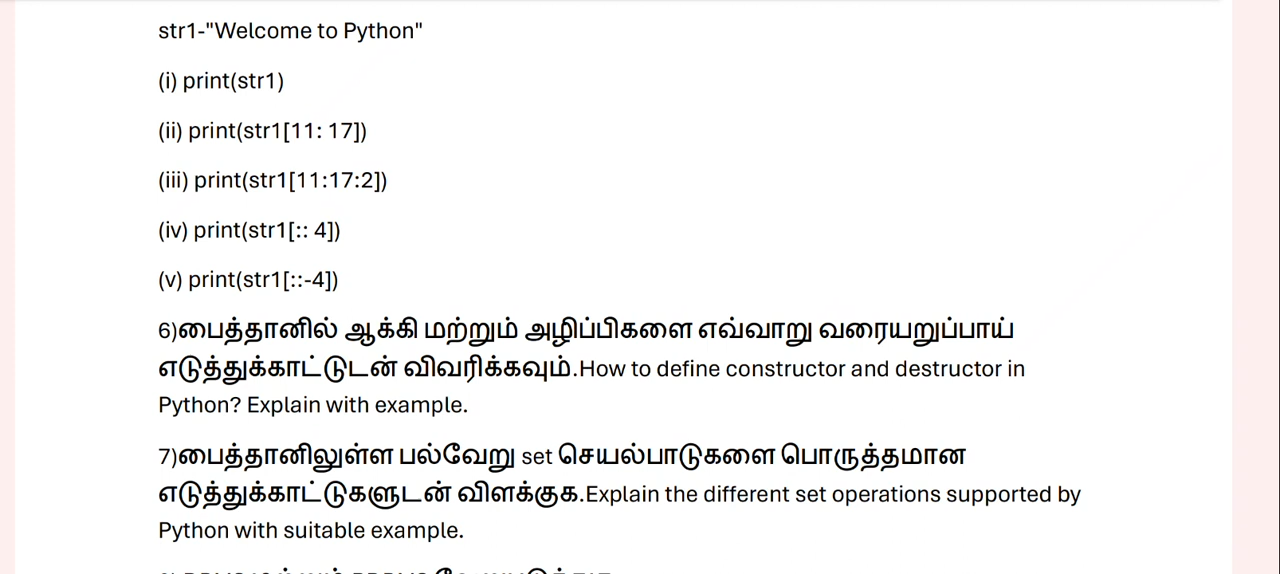 str1-"Welcome to Python"
(i) print(str1)
(ii) print(str1[11: 17])
(iii) print(str1[11:17:2])
(iv) print(str1[:: 4])
(v) print(str1[::-4])
6)பைத்தானில் ஆக்கி மற்றும் அழிப்பிகளை எவ்வாறு வரையறுப்பாய்
எடுத்துக்காட்டுடன் விவரிக்கவும்.How to define constructor and destructor in
Python? Explain with example.
7)பைத்தானிலுள்ள பல்வேறு set செயல்பாடுகளை பொருத்தமான
எடுத்துக்காட்டுகளுடன் விளக்குக.Explain the different set operations supported by
Python with suitable example.